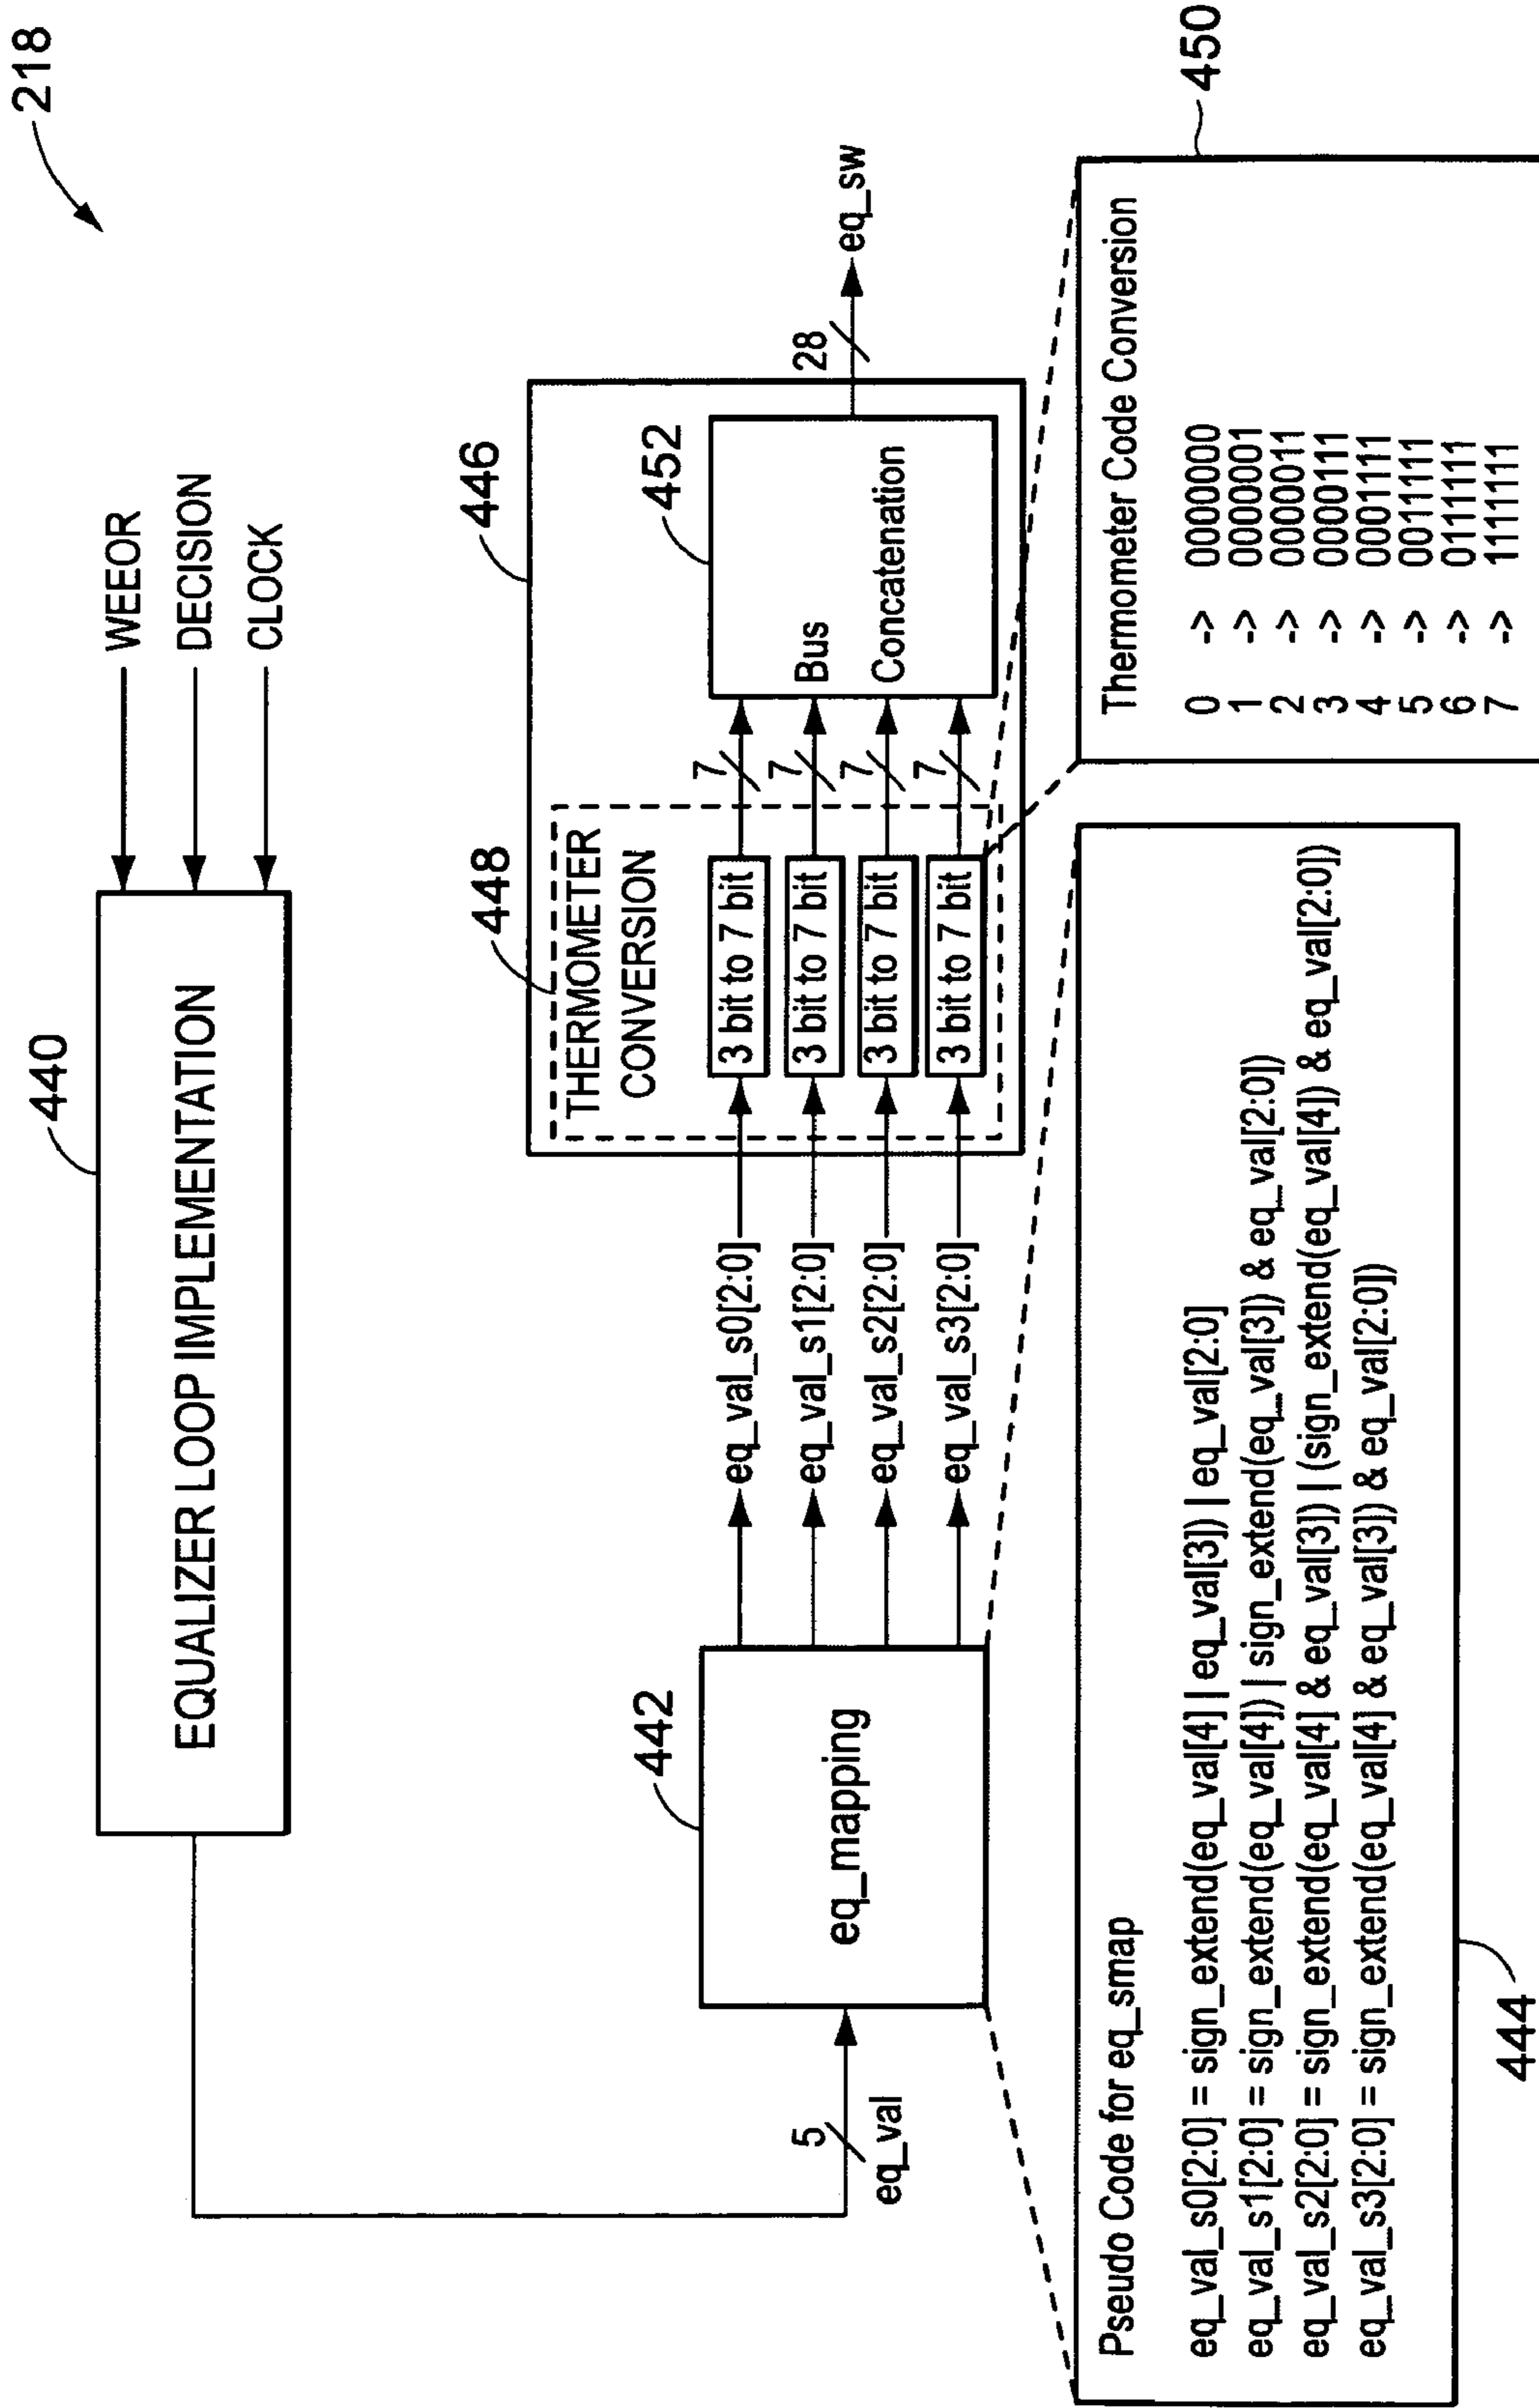 218
440
EQUALIZER LOOP IMPLEMENTATION
WEEOR
DECISION
CLOCK
5
eq_val
442
eq_mapping
eq_val_s0[2:0]
eq_val_s1[2:0]
eq_val_s2[2:0]
eq_val_s3[2:0]
446
448
THERMOMETER
CONVERSION
3 bit to 7 bit
3 bit to 7 bit
3 bit to 7 bit
3 bit to 7 bit
7
7
7
7
452
Bus
Concatenation
28
eq_sw
Pseudo Code for eq_smap
eq_val_s0[2:0] = sign_extend(eq_val[4] | eq_val[3]) | eq_val[2:0]
eq_val_s1[2:0] = sign_extend(eq_val[4]) | sign_extend(eq_val[3]) & eq_val[2:0])
eq_val_s2[2:0] = sign_extend(eq_val[4] & eq_val[3]) | (sign_extend(eq_val[4]) & eq_val[2:0])
eq_val_s3[2:0] = sign_extend(eq_val[4] & eq_val[3]) & eq_val[2:0])
444
Thermometer Code Conversion
0 -> 0000000
1 -> 0000001
2 -> 0000011
3 -> 0000111
4 -> 0001111
5 -> 0011111
6 -> 0111111
7 -> 1111111
450